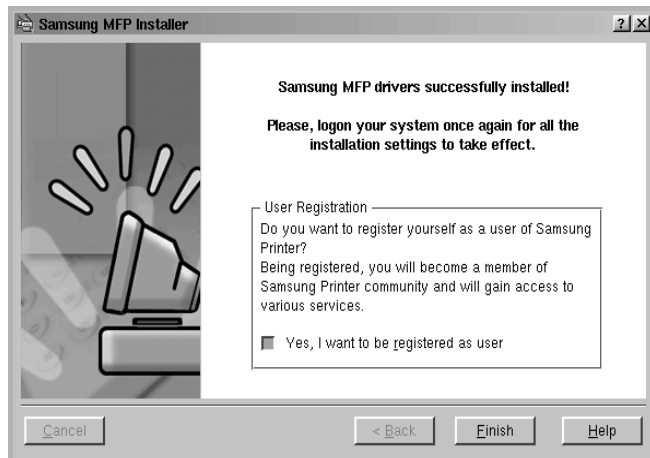 Samsung MFP Installer
Samsung MFP drivers successfully installed!
Please, logon your system once again for all the
installation settings to take effect.
User Registration
Do you want to register yourself as a user of Samsung
Printer?
Being registered, you will become a member of
Samsung Printer community and will gain access to
various services.
Yes, I want to be registered as user
Cancel
< Back
Finish
Help